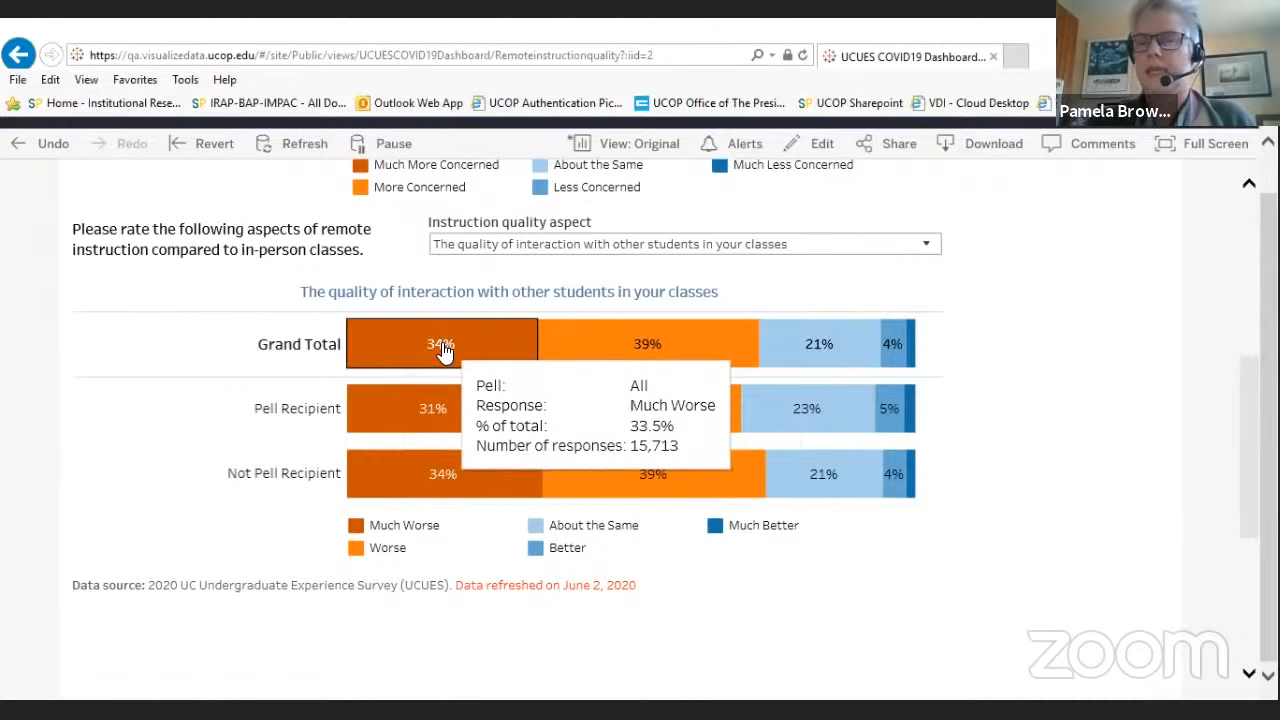 https://qa.visualizedata.ucop.edu/#/site/Public/views/UCUESCOVID19Dashboard/Remoteinstructionquality?:iid=2
UCUES COVID19 Dashboard...
File Edit View Favorites Tools Help
Home - Institutional Rese... IRAP-BAP-IMPAC - All Do... Outlook Web App UCOP Authentication Pic... UCOP Office of The Presi... UCOP Sharepoint VDI - Cloud Desktop
Pamela Brow...
Undo Redo Revert Refresh Pause View: Original Alerts Edit Share Download Comments Full Screen
Much More Concerned About the Same Much Less Concerned
More Concerned Less Concerned
Please rate the following aspects of remote
instruction compared to in-person classes.
Instruction quality aspect
The quality of interaction with other students in your classes
The quality of interaction with other students in your classes
Grand Total 34% 39% 21% 4%
Pell: All
Response: Much Worse
% of total: 33.5%
Number of responses: 15,713
Pell Recipient 31% 23% 5%
Not Pell Recipient 34% 39% 21% 4%
Much Worse About the Same Much Better
Worse Better
Data source: 2020 UC Undergraduate Experience Survey (UCUES). Data refreshed on June 2, 2020
zoom